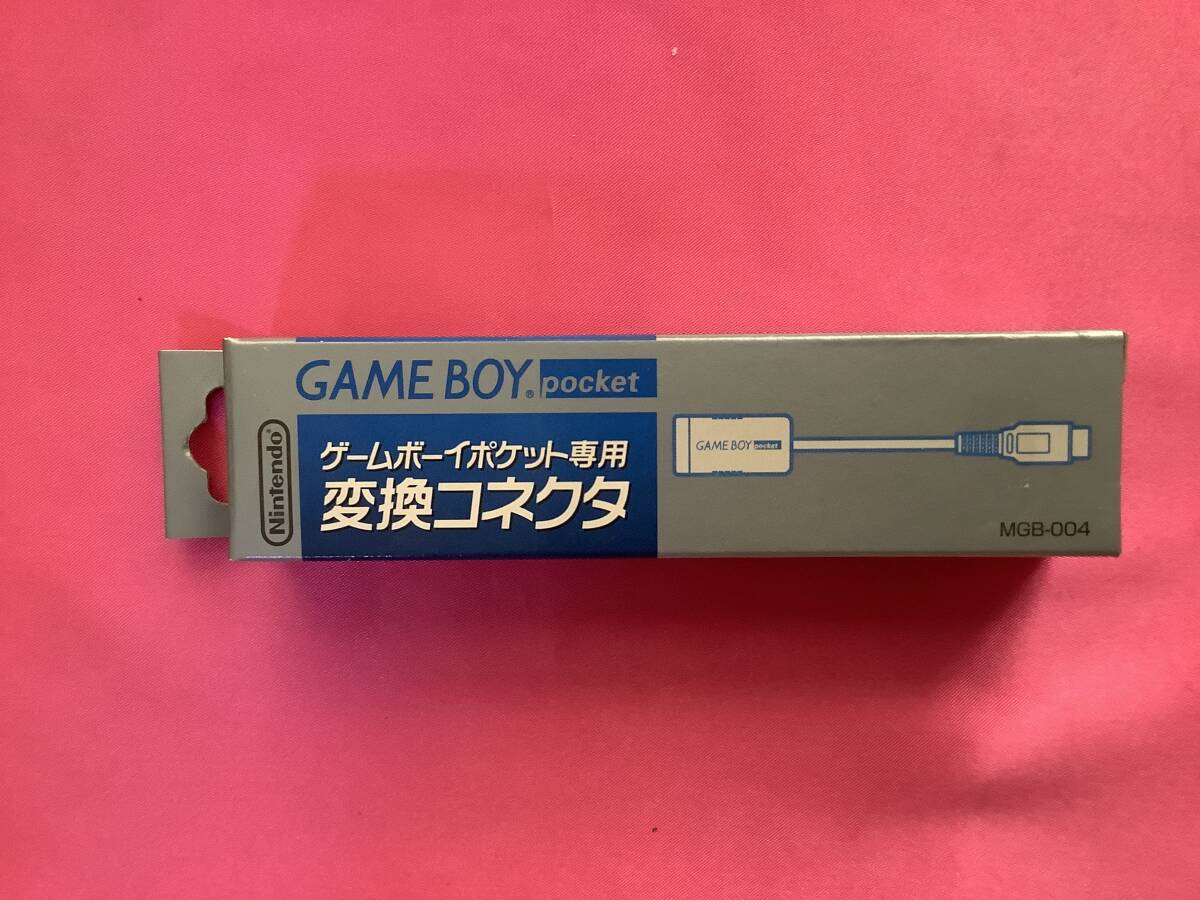 GAME BOY® pocket
Nintendo®
ゲームボーイポケット専用
変換コネクタ
GAME BOY pocket
MGB-004